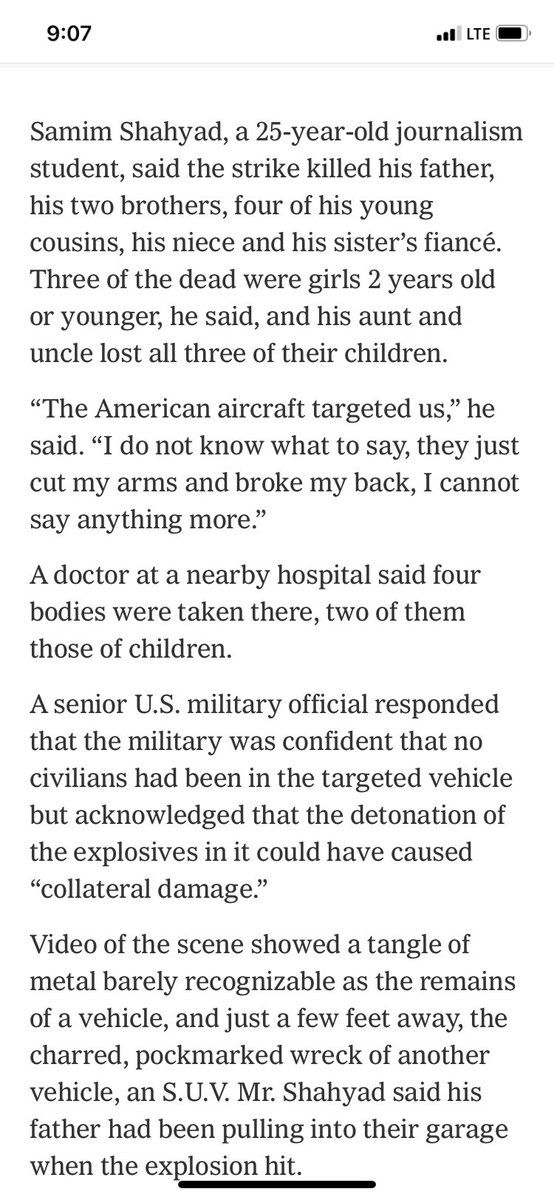 9:07
LTE
Samim Shahyad, a 25-year-old journalism
student, said the strike killed his father,
his two brothers, four of his young
cousins, his niece and his sister’s fiancé.
Three of the dead were girls 2 years old
or younger, he said, and his aunt and
uncle lost all three of their children.
“The American aircraft targeted us,” he
said. “I do not know what to say, they just
cut my arms and broke my back, I cannot
say anything more.”
A doctor at a nearby hospital said four
bodies were taken there, two of them
those of children.
A senior U.S. military official responded
that the military was confident that no
civilians had been in the targeted vehicle
but acknowledged that the detonation of
the explosives in it could have caused
“collateral damage.”
Video of the scene showed a tangle of
metal barely recognizable as the remains
of a vehicle, and just a few feet away, the
charred, pockmarked wreck of another
vehicle, an S.U.V. Mr. Shahyad said his
father had been pulling into their garage
when the explosion hit.